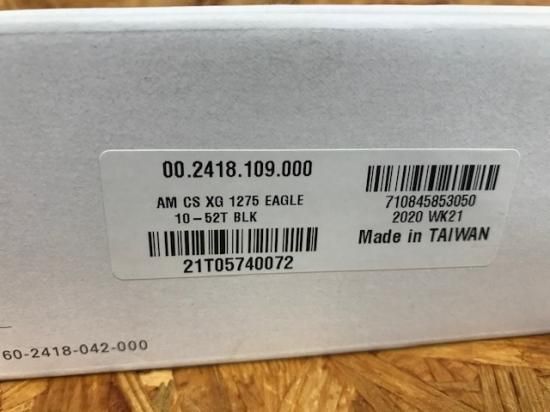 00.2418.109.000
AM CS XG 1275 EAGLE
10-52T BLK
21T05740072
710845853050
2020 WK21
Made in TAIWAN
60-2418-042-000